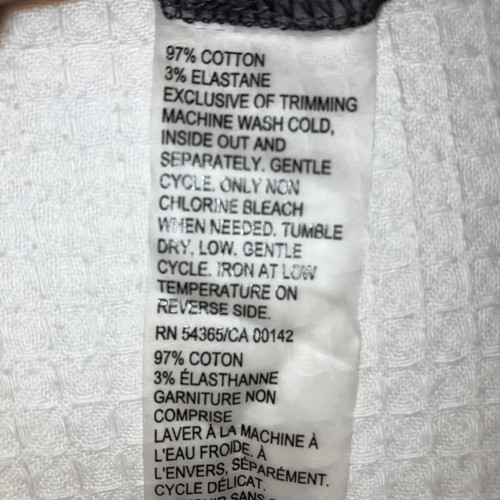 97% COTTON
3% ELASTANE
EXCLUSIVE OF TRIMMING
MACHINE WASH COLD,
INSIDE OUT AND
SEPARATELY. GENTLE
CYCLE. ONLY NON
CHLORINE BLEACH
WHEN NEEDED. TUMBLE
DRY, LOW. GENTLE
CYCLE. IRON AT LOW
TEMPERATURE ON
REVERSE SIDE.
RN 54365/CA 00142
97% COTON
3% ÉLASTHANNE
GARNITURE NON
COMPRISE
LAVER À LA MACHINE À
L'EAU FROIDE. À
L'ENVERS, SÉPARÉMENT.
CYCLE DÉLICAT.
SANS